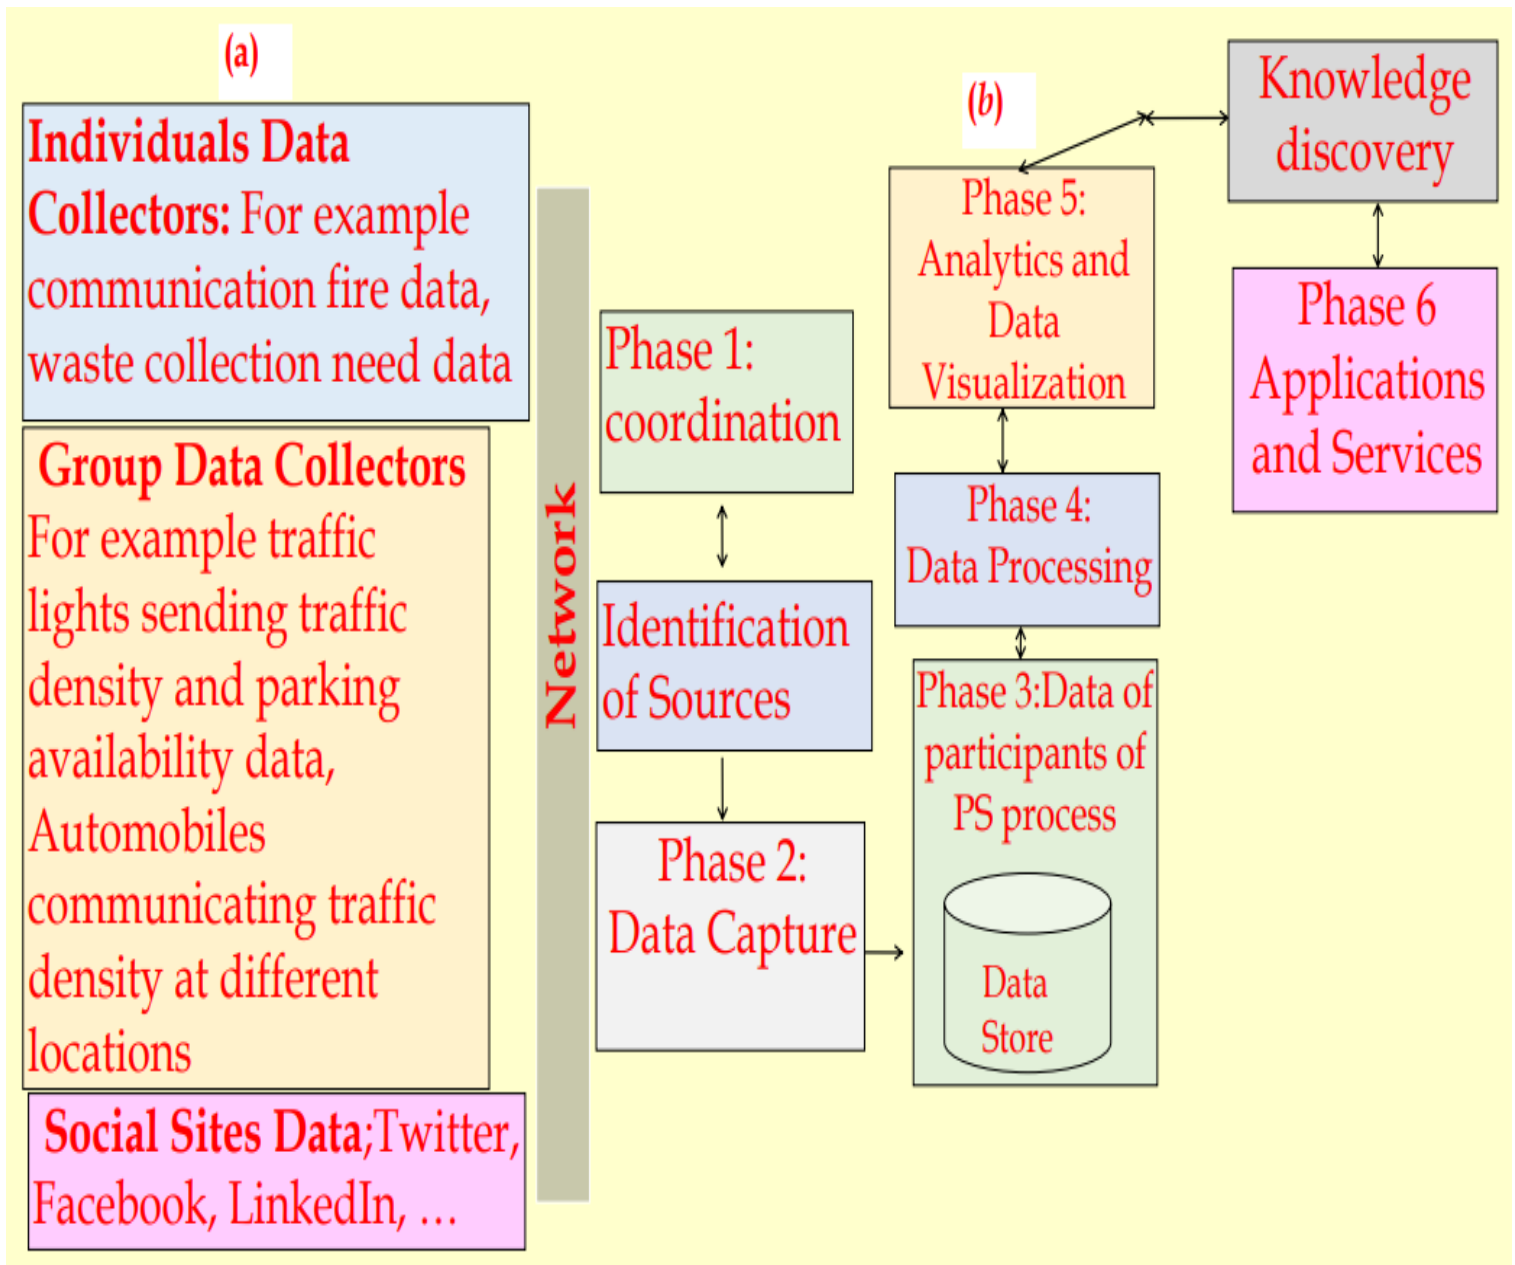 (a)
Individuals Data
Collectors: For example
communication fire data,
waste collection need data
Group Data Collectors
For example traffic
lights sending traffic
density and parking
availability data,
Automobiles
communicating traffic
density at different
locations
Social Sites Data;Twitter,
Facebook, LinkedIn, ...
Network
(b)
Phase 1:
coordination
Identification
of Sources
Phase 2:
Data Capture
Phase 3:Data of
participants of
PS process
Data
Store
Phase 4:
Data Processing
Phase 5:
Analytics and
Data
Visualization
Knowledge
discovery
Phase 6
Applications
and Services